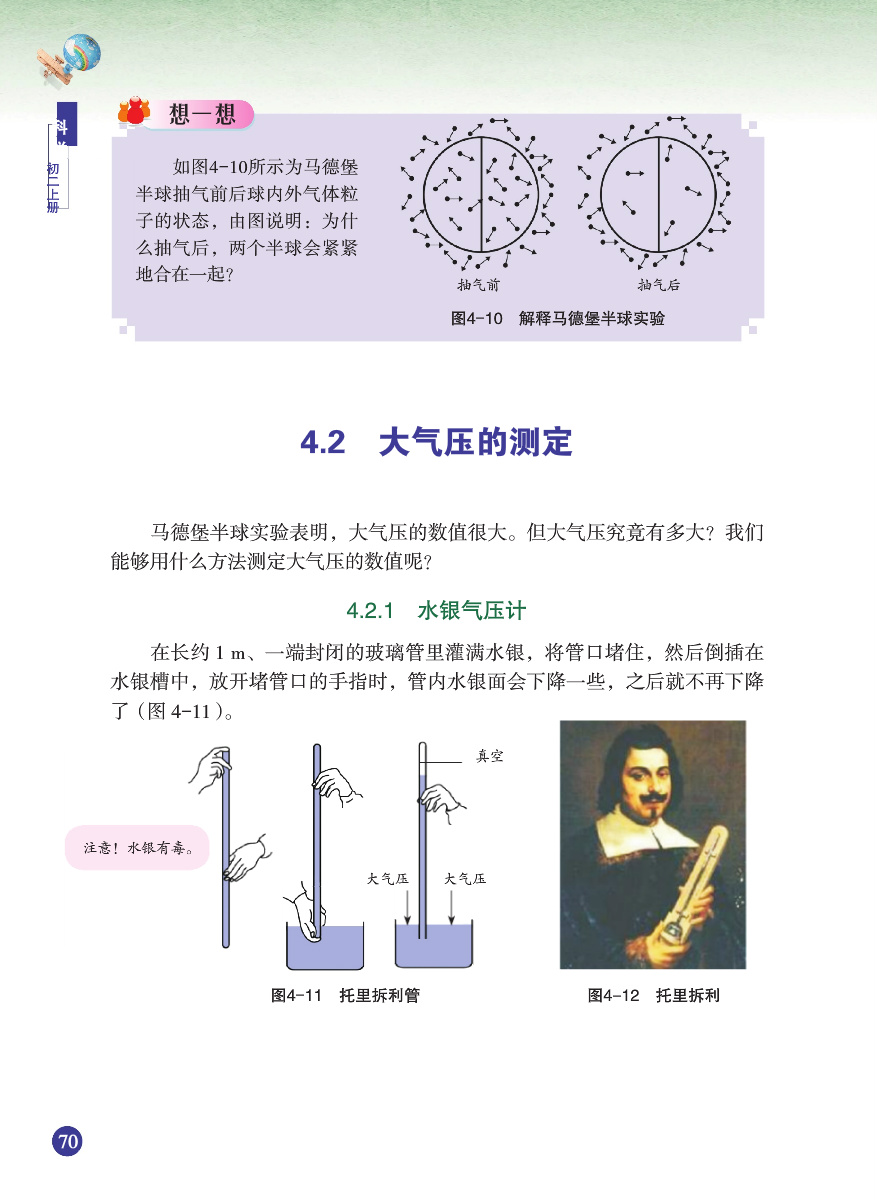 科
初二上册
想一想
如图4-10所示为马德堡
半球抽气前后球内外气体粒
子的状态，由图说明：为什
么抽气后，两个半球会紧紧
地合在一起？
抽气前
抽气后
图4-10 解释马德堡半球实验
4.2 大气压的测定
马德堡半球实验表明，大气压的数值很大。但大气压究竟有多大？我们
能够用什么方法测定大气压的数值呢？
4.2.1 水银气压计
在长约 1 m、一端封闭的玻璃管里灌满水银，将管口堵住，然后倒插在
水银槽中，放开堵管口的手指时，管内水银面会下降一些，之后就不再下降
了（图 4-11）。
真空
注意！水银有毒。
大气压
大气压
图4-11 托里拆利管
图4-12 托里拆利
70